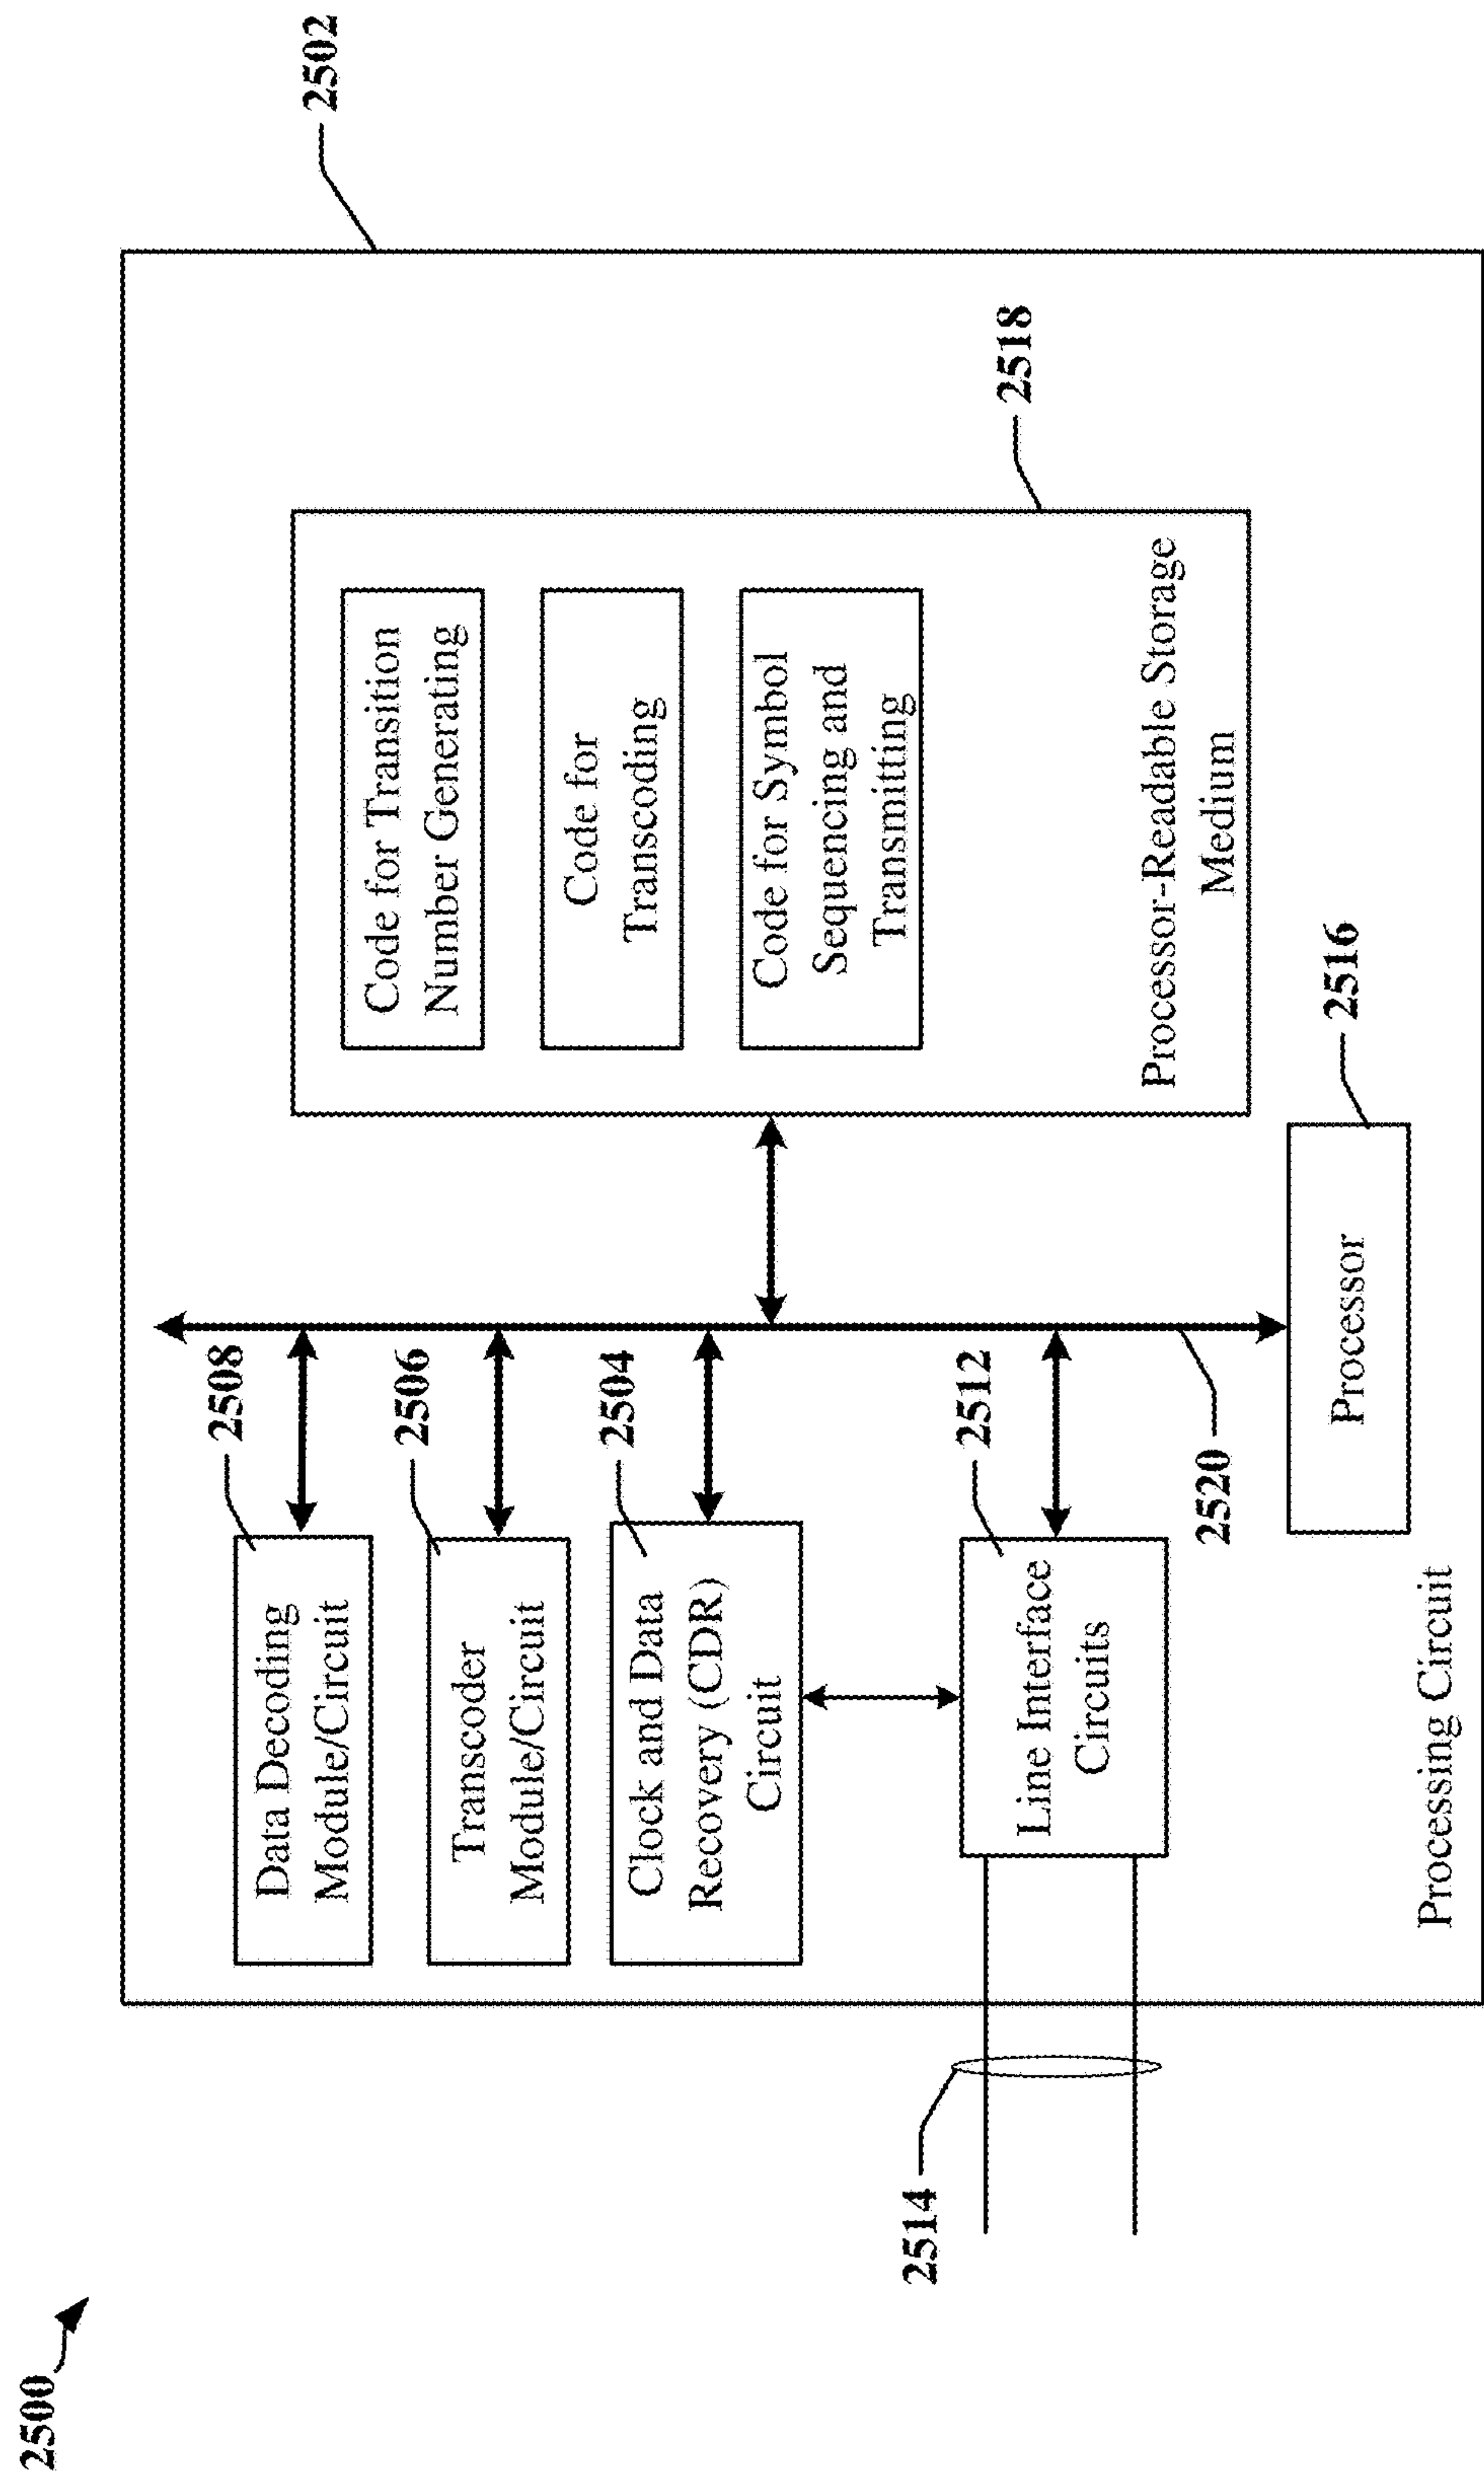 2500
2502
2508
Data Decoding
Module/Circuit
2506
Transcoder
Module/Circuit
2504
Clock and Data
Recovery (CDR)
Circuit
2514
2512
Line Interface
Circuits
2520
Code for Transition
Number Generating
Code for
Transcoding
Code for Symbol
Sequencing and
Transmitting
Processor-Readable Storage
Medium
2518
2516
Processor
Processing Circuit